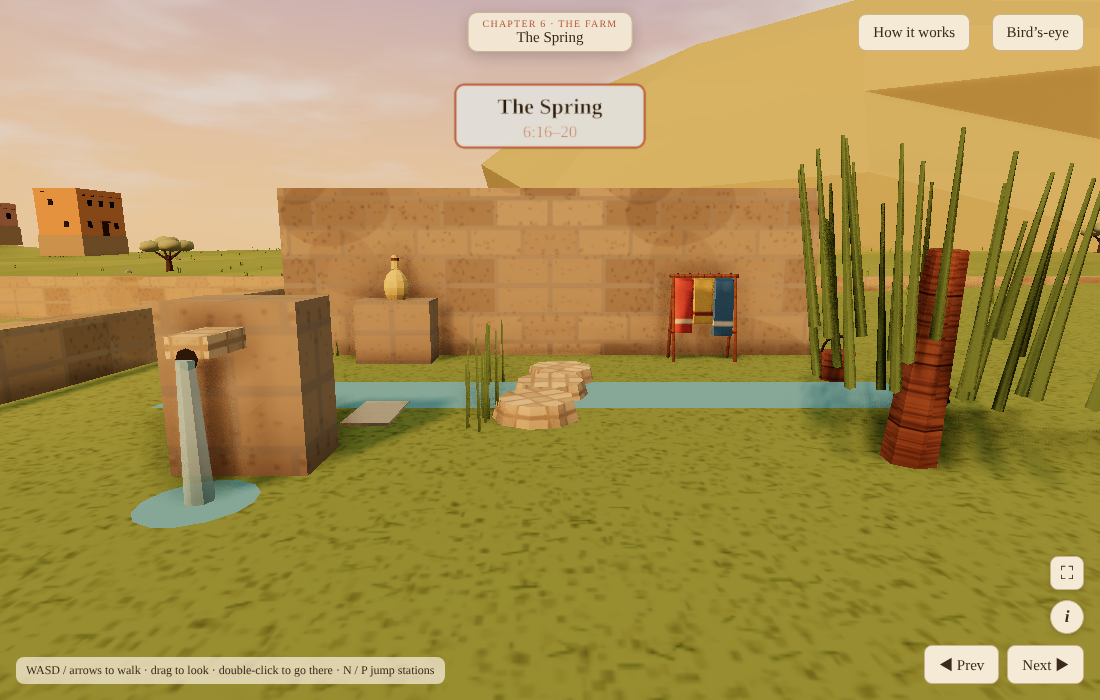 CHAPTER 6 · THE FARM
The Spring
How it works
Bird's-eye
The Spring
6:16–20
i
WASD / arrows to walk · drag to look · double-click to go there · N / P jump stations
◀ Prev
Next ▶